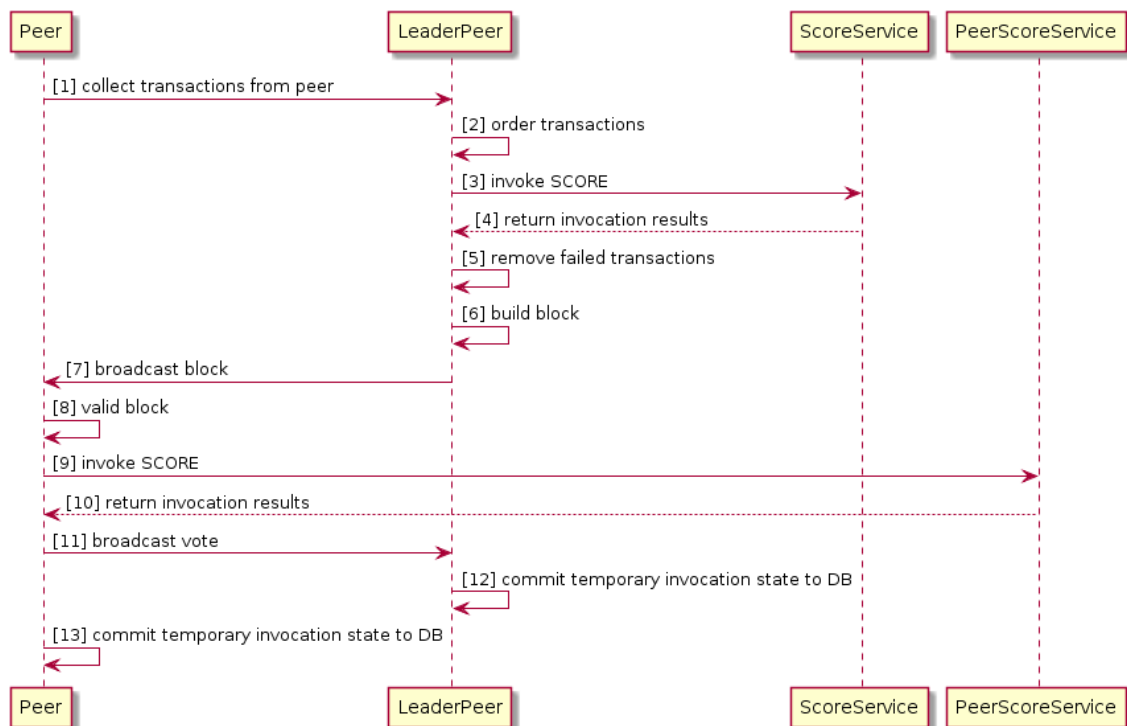 Peer
LeaderPeer
ScoreService
PeerScoreService
[1] collect transactions from peer
[2] order transactions
[3] invoke SCORE
[4] return invocation results
[5] remove failed transactions
[6] build block
[7] broadcast block
[8] valid block
[9] invoke SCORE
[10] return invocation results
[11] broadcast vote
[12] commit temporary invocation state to DB
[13] commit temporary invocation state to DB
Peer
LeaderPeer
ScoreService
PeerScoreService